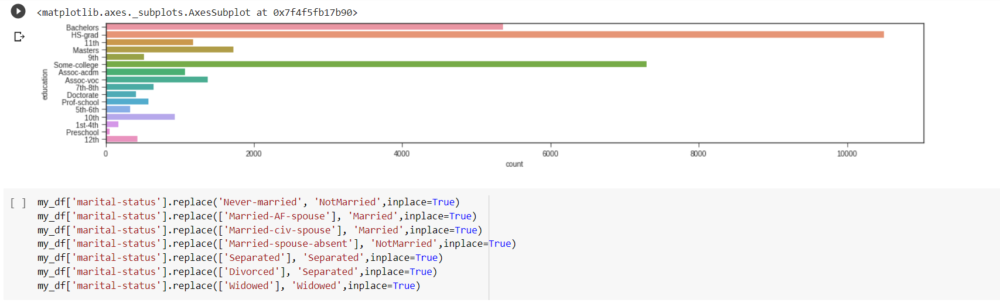 <matplotlib.axes._subplots.AxesSubplot at 0x7f4f5fb17b90>
Bachelors
HS-grad
11th
Masters
9th
Some-college
Assoc-acdm
Assoc-voc
7th-8th
Doctorate
Prof-school
5th-6th
10th
1st-4th
Preschool
12th
education
0 2000 4000 6000 8000 10000
count
[ ] my_df['marital-status'].replace('Never-married', 'NotMarried',inplace=True)
my_df['marital-status'].replace(['Married-AF-spouse'], 'Married',inplace=True)
my_df['marital-status'].replace(['Married-civ-spouse'], 'Married',inplace=True)
my_df['marital-status'].replace(['Married-spouse-absent'], 'NotMarried',inplace=True)
my_df['marital-status'].replace(['Separated'], 'Separated',inplace=True)
my_df['marital-status'].replace(['Divorced'], 'Separated',inplace=True)
my_df['marital-status'].replace(['Widowed'], 'Widowed',inplace=True)